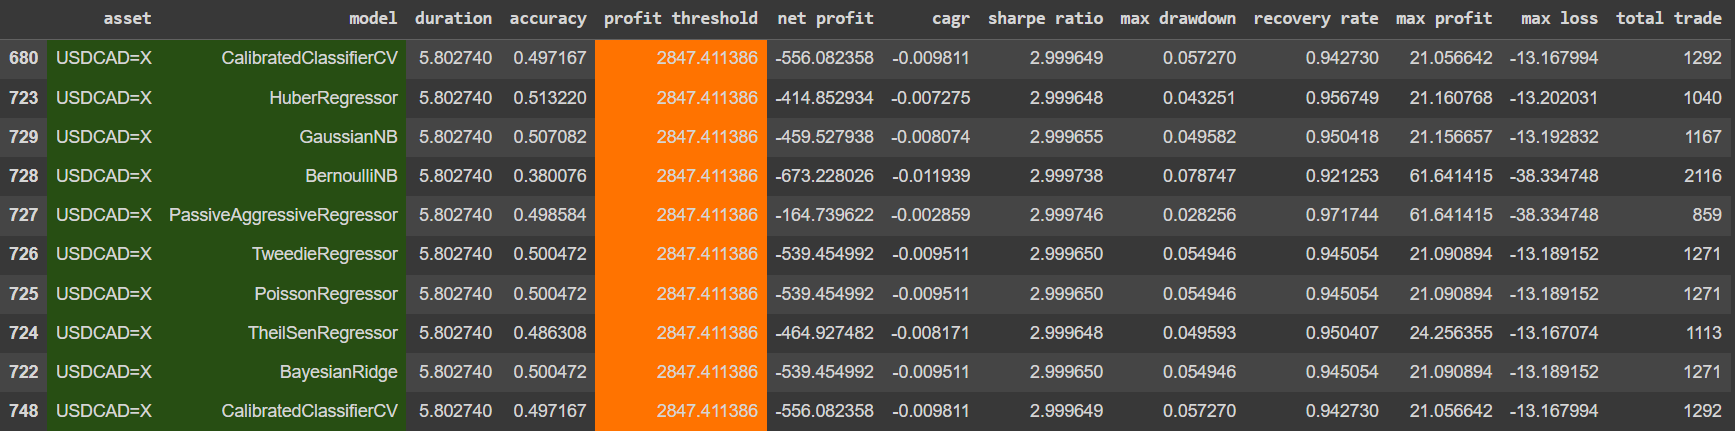 asset model duration accuracy profit threshold net profit cagr sharpe ratio max drawdown recovery rate max profit max loss total trade
680 USDCAD=X CalibratedClassifierCV 5.802740 0.497167 2847.411386 -556.082358 -0.009811 2.999649 0.057270 0.942730 21.056642 -13.167994 1292
723 USDCAD=X HuberRegressor 5.802740 0.513220 2847.411386 -414.852934 -0.007275 2.999648 0.043251 0.956749 21.160768 -13.202031 1040
729 USDCAD=X GaussianNB 5.802740 0.507082 2847.411386 -459.527938 -0.008074 2.999655 0.049582 0.950418 21.156657 -13.192832 1167
728 USDCAD=X BernoulliNB 5.802740 0.380076 2847.411386 -673.228026 -0.011939 2.999738 0.078747 0.921253 61.641415 -38.334748 2116
727 USDCAD=X PassiveAggressiveRegressor 5.802740 0.498584 2847.411386 -164.739622 -0.002859 2.999746 0.028256 0.971744 61.641415 -38.334748 859
726 USDCAD=X TweedieRegressor 5.802740 0.500472 2847.411386 -539.454992 -0.009511 2.999650 0.054946 0.945054 21.090894 -13.189152 1271
725 USDCAD=X PoissonRegressor 5.802740 0.500472 2847.411386 -539.454992 -0.009511 2.999650 0.054946 0.945054 21.090894 -13.189152 1271
724 USDCAD=X TheilSenRegressor 5.802740 0.486308 2847.411386 -464.927482 -0.008171 2.999648 0.049593 0.950407 24.256355 -13.167074 1113
722 USDCAD=X BayesianRidge 5.802740 0.500472 2847.411386 -539.454992 -0.009511 2.999650 0.054946 0.945054 21.090894 -13.189152 1271
748 USDCAD=X CalibratedClassifierCV 5.802740 0.497167 2847.411386 -556.082358 -0.009811 2.999649 0.057270 0.942730 21.056642 -13.167994 1292